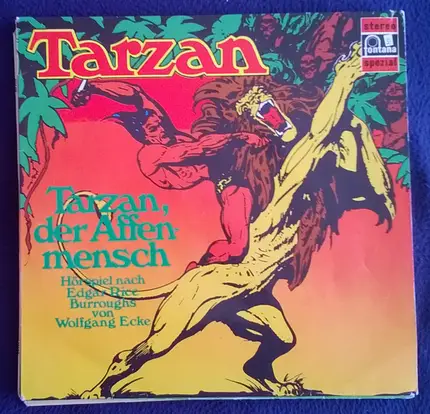 Tarzan
stereo
fontana
spezial
Tarzan,
der Affen-
mensch
Hörspiel nach
Edgar Rice
Burroughs
von
Wolfgang Ecke